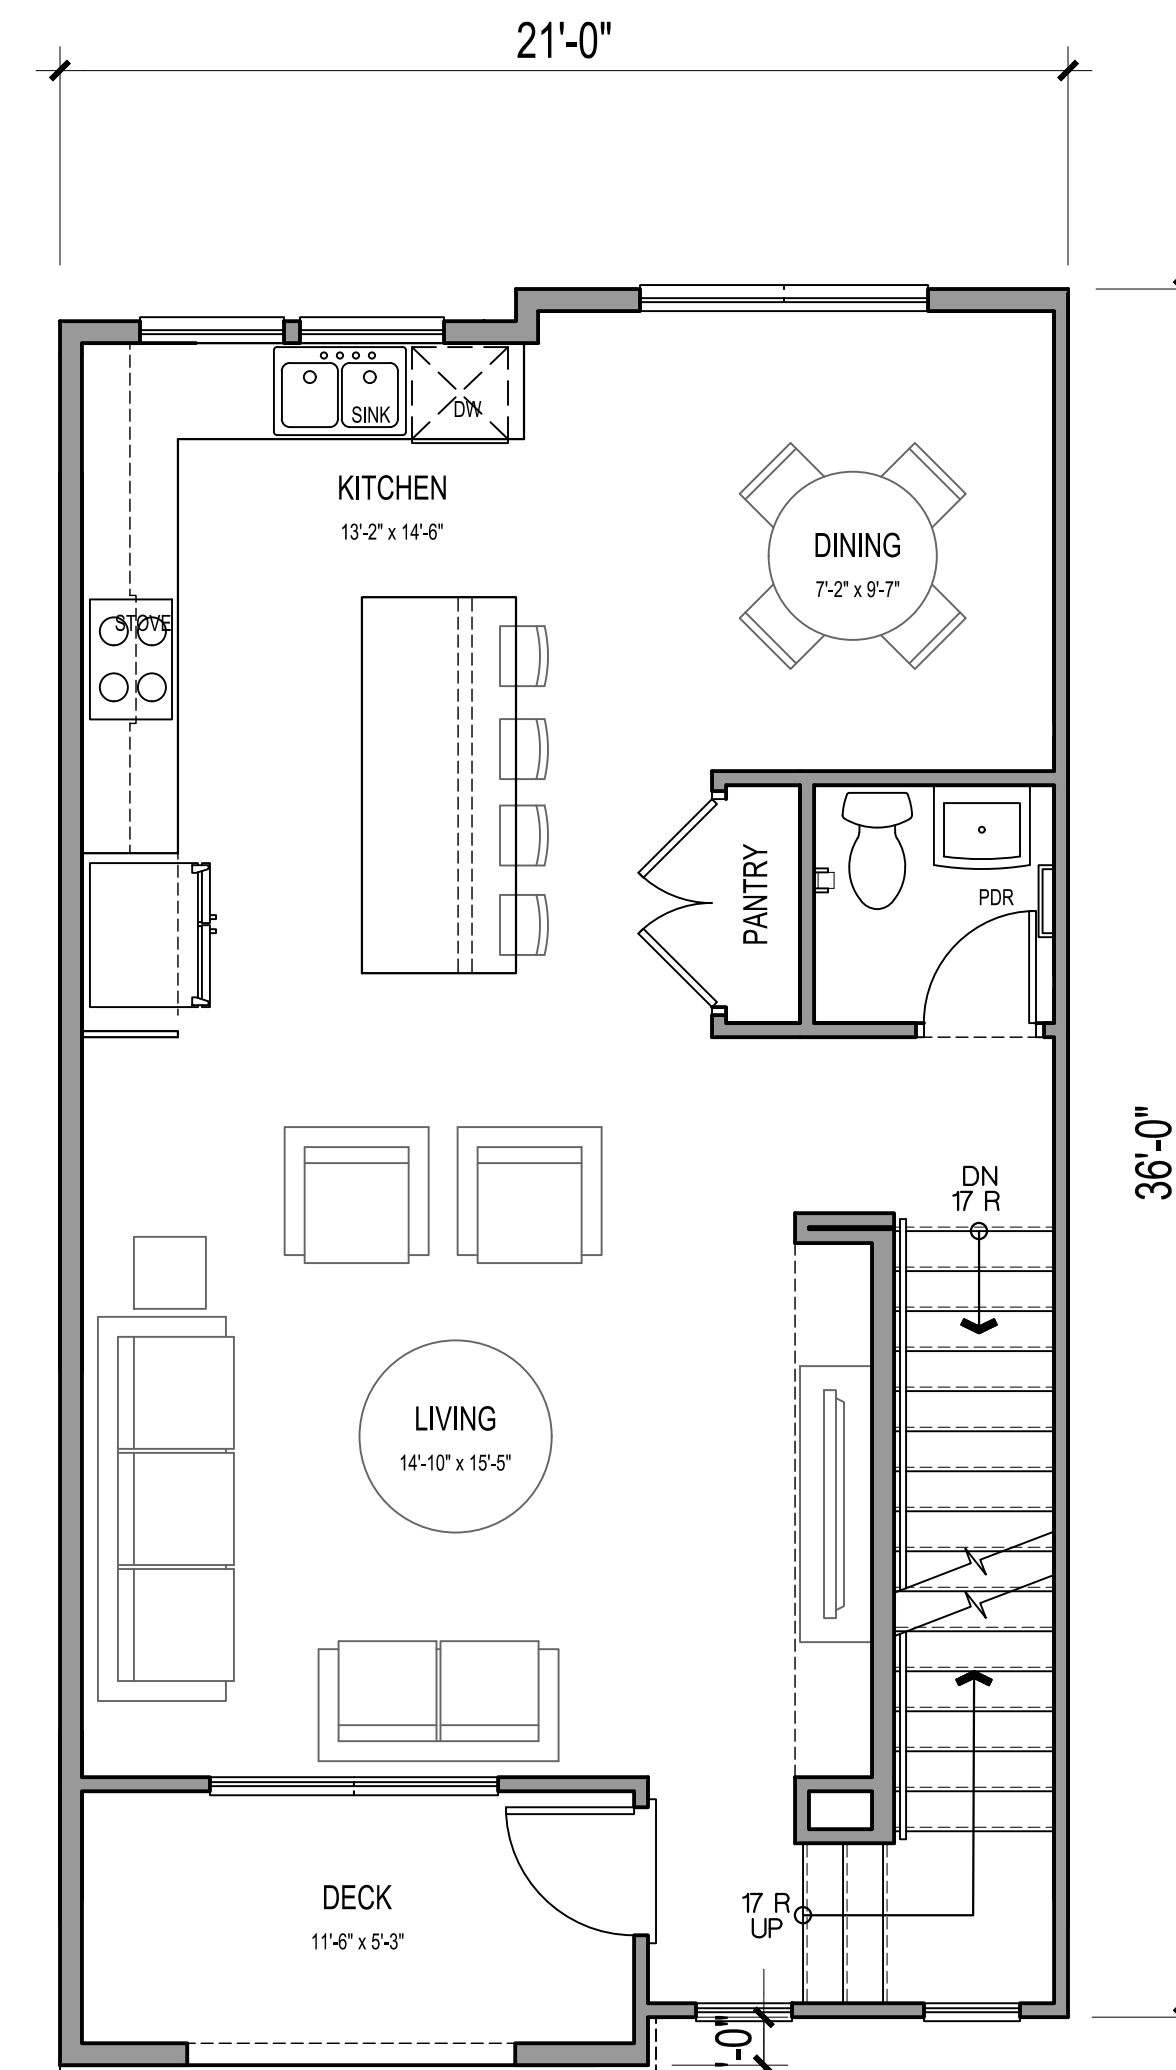 21'-0"
SINK
DW
KITCHEN
13'-2" x 14'-6"
DINING
7'-2" x 9'-7"
STOVE
PANTRY
PDR
36'-0"
DN
17 R
LIVING
14'-10" x 15'-5"
DECK
11'-6" x 5'-3"
17 R
UP
'-0"